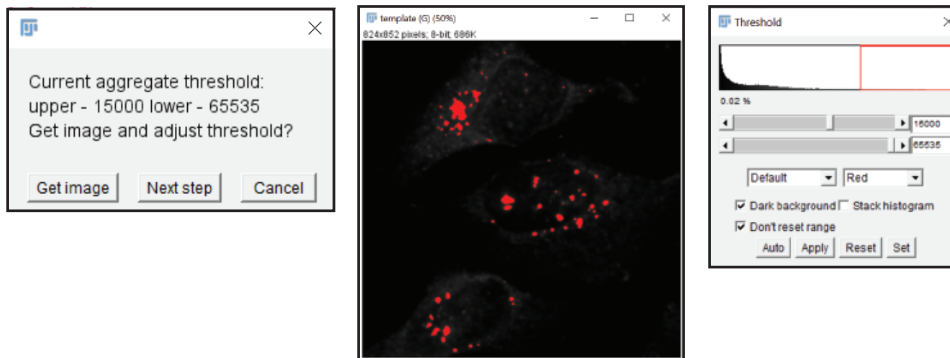 Current aggregate threshold:
upper - 15000 lower - 65535
Get image and adjust threshold?
Get image Next step Cancel
template (G) (50%)
824x852 pixels; 8-bit; 686K
Threshold
0.02 %
15000
65535
Default Red
Dark background Stack histogram
Don't reset range
Auto Apply Reset Set